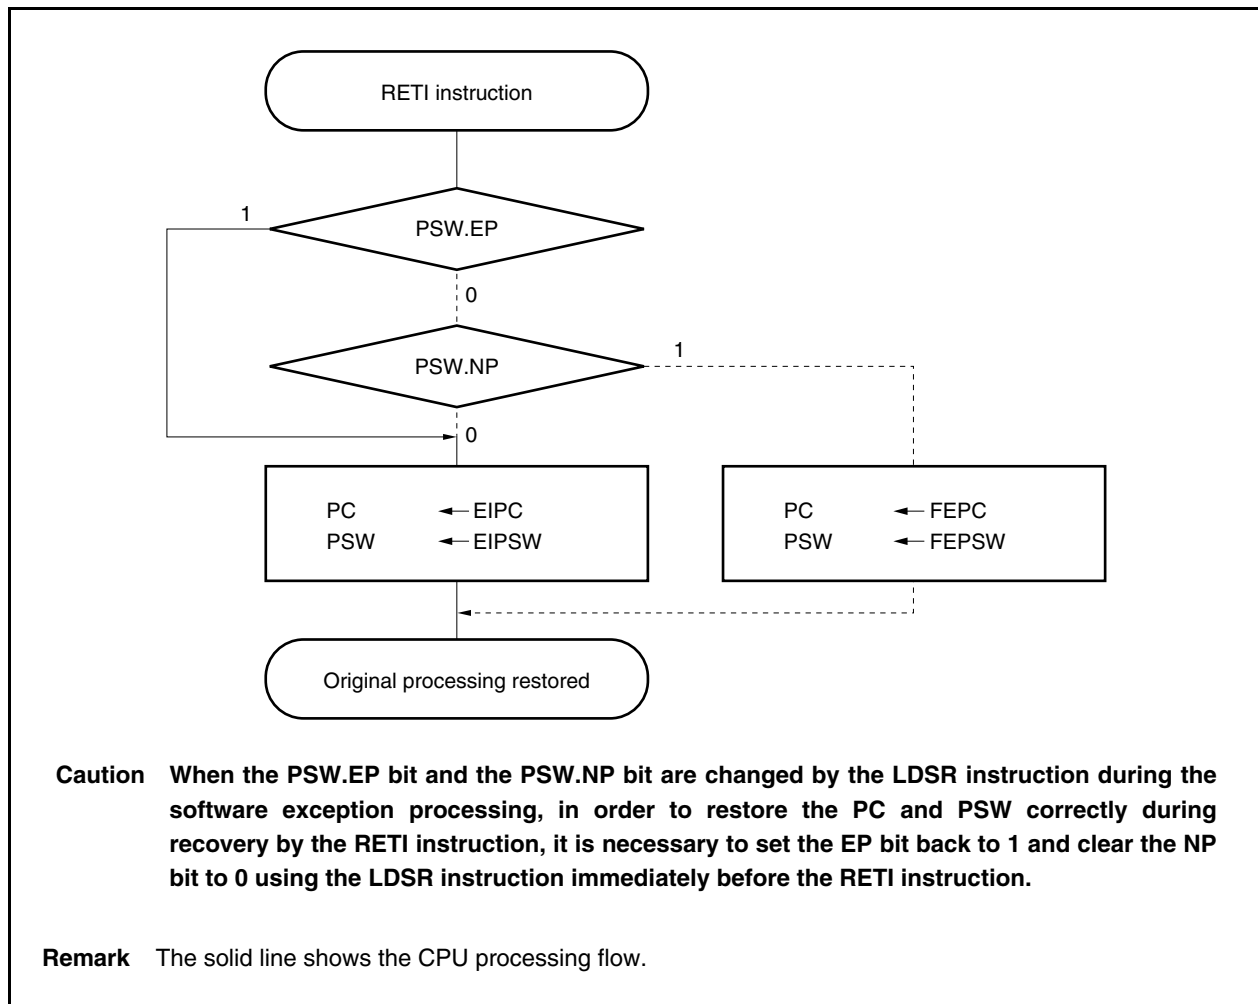 RETI instruction
1
PSW.EP
0
PSW.NP
1
0
PC ← EIPC
PSW ← EIPSW
PC ← FEPC
PSW ← FEPSW
Original processing restored
Caution When the PSW.EP bit and the PSW.NP bit are changed by the LDSR instruction during the
software exception processing, in order to restore the PC and PSW correctly during
recovery by the RETI instruction, it is necessary to set the EP bit back to 1 and clear the NP
bit to 0 using the LDSR instruction immediately before the RETI instruction.
Remark The solid line shows the CPU processing flow.